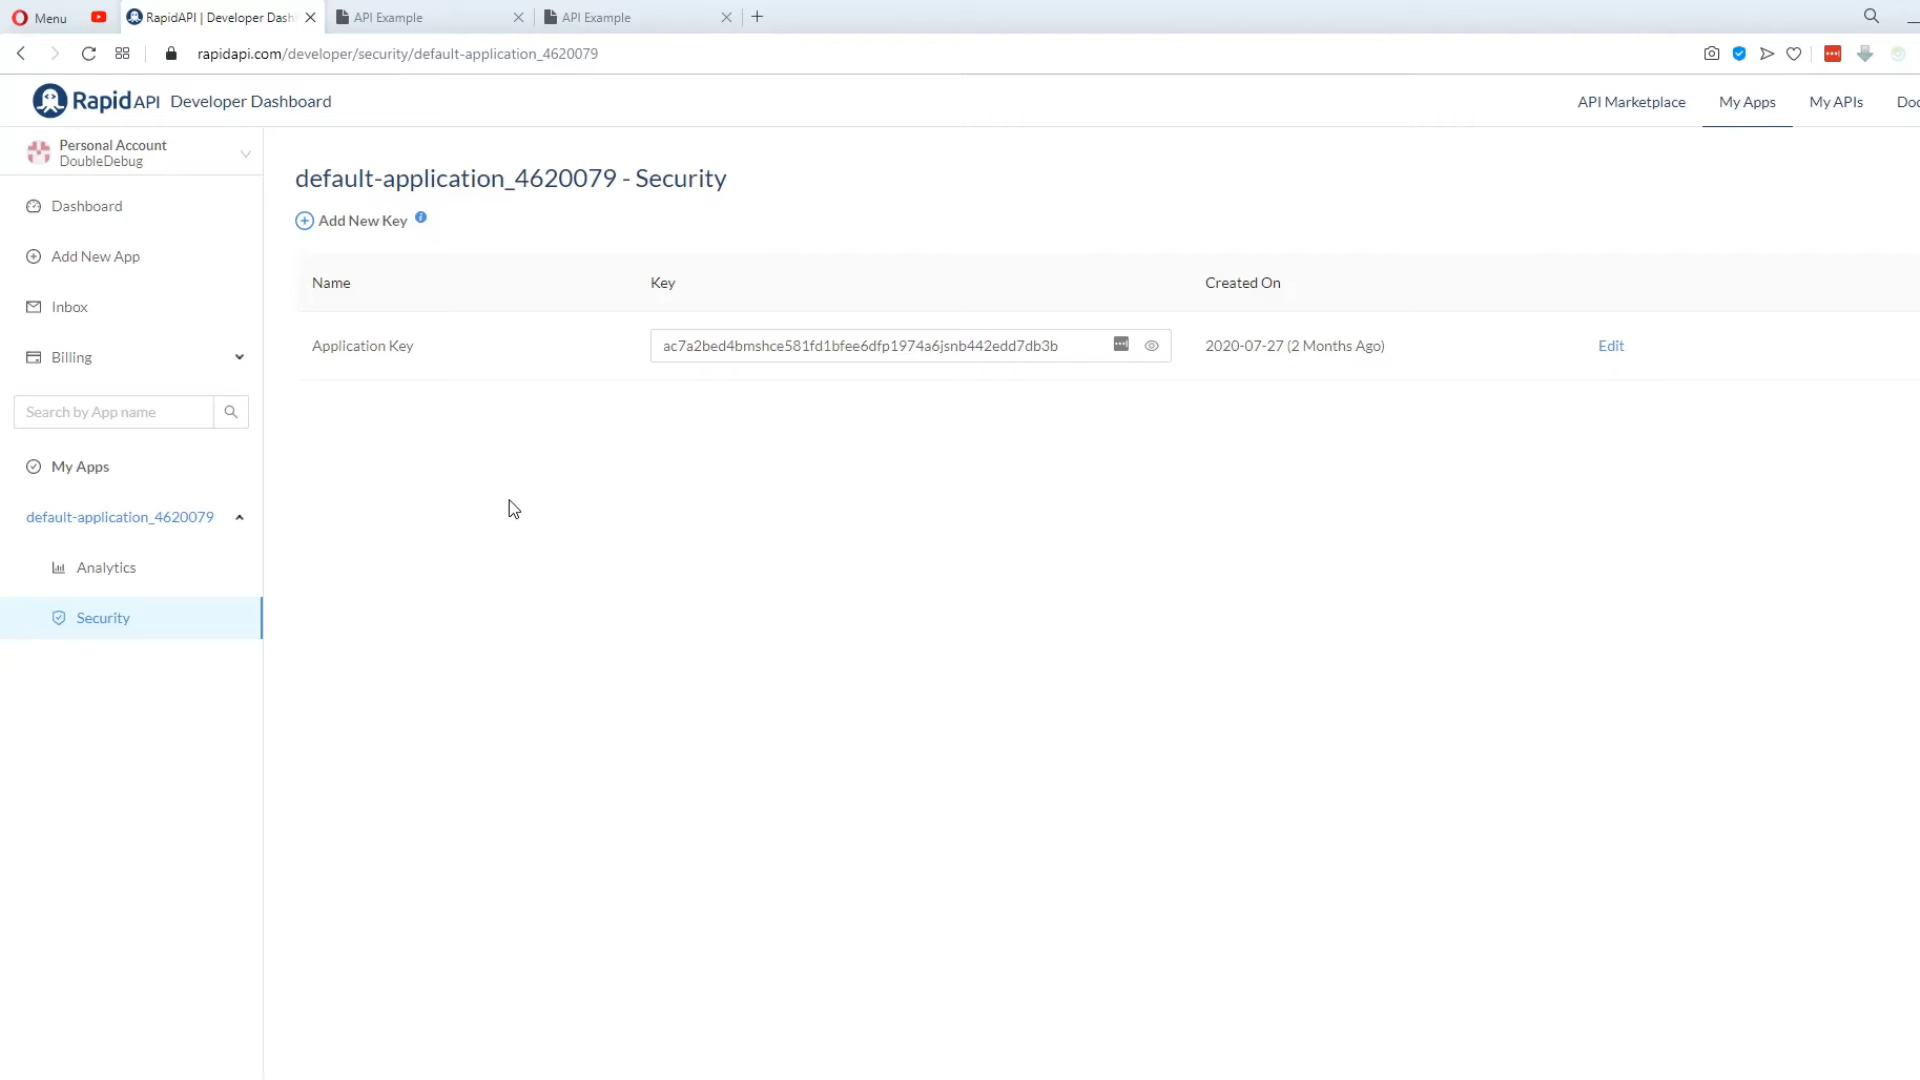 Menu
RapidAPI | Developer Dash
API Example
API Example
rapidapi.com/developer/security/default-application_4620079
RapidAPI Developer Dashboard
API Marketplace
My Apps
My APIs
Doc
Personal Account
DoubleDebug
Dashboard
Add New App
Inbox
Billing
Search by App name
My Apps
default-application_4620079
Analytics
Security
default-application_4620079 - Security
Add New Key
Name Key Created On
Application Key ac7a2bed4bmshce581fd1bfee6dfp1974a6jsnb442edd7db3b 2020-07-27 (2 Months Ago) Edit